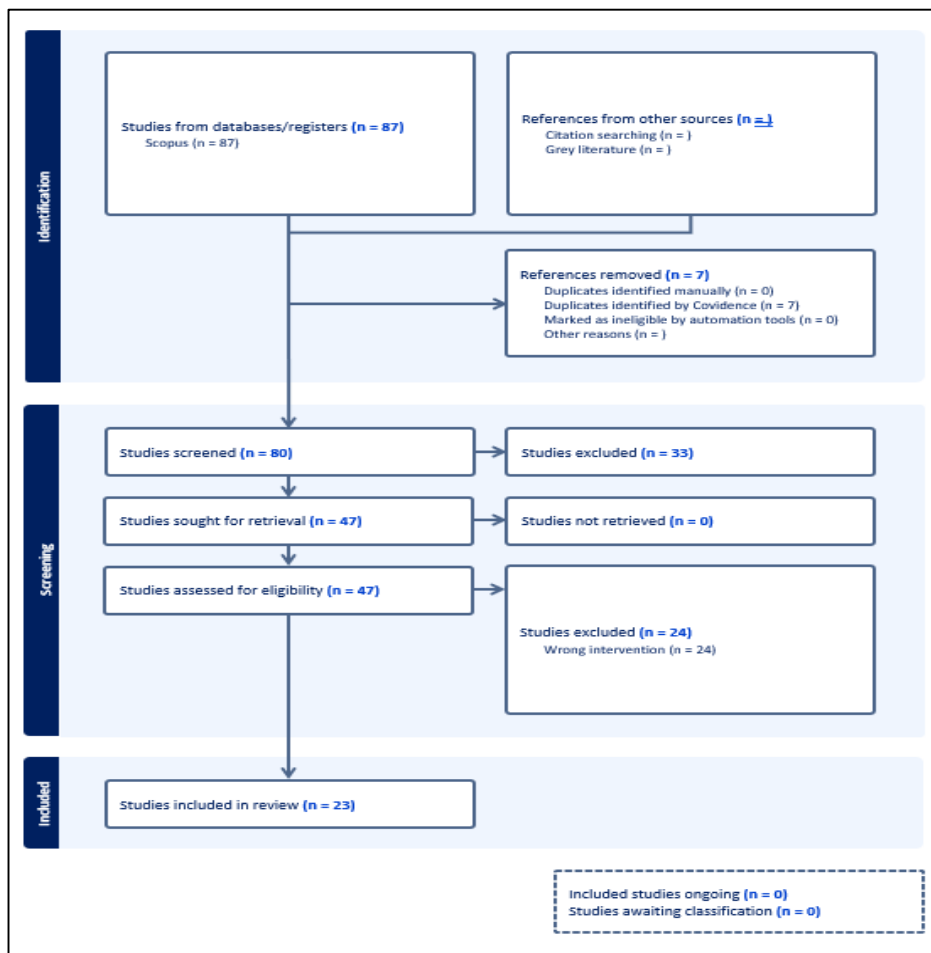 Identification
Studies from databases/registers (n = 87)
Scopus (n = 87)
References from other sources (n = )
Citation searching (n = )
Grey literature (n = )
References removed (n = 7)
Duplicates identified manually (n = 0)
Duplicates identified by Covidence (n = 7)
Marked as ineligible by automation tools (n = 0)
Other reasons (n = )
Screening
Studies screened (n = 80)
Studies excluded (n = 33)
Studies sought for retrieval (n = 47)
Studies not retrieved (n = 0)
Studies assessed for eligibility (n = 47)
Studies excluded (n = 24)
Wrong intervention (n = 24)
Included
Studies included in review (n = 23)
Included studies ongoing (n = 0)
Studies awaiting classification (n = 0)